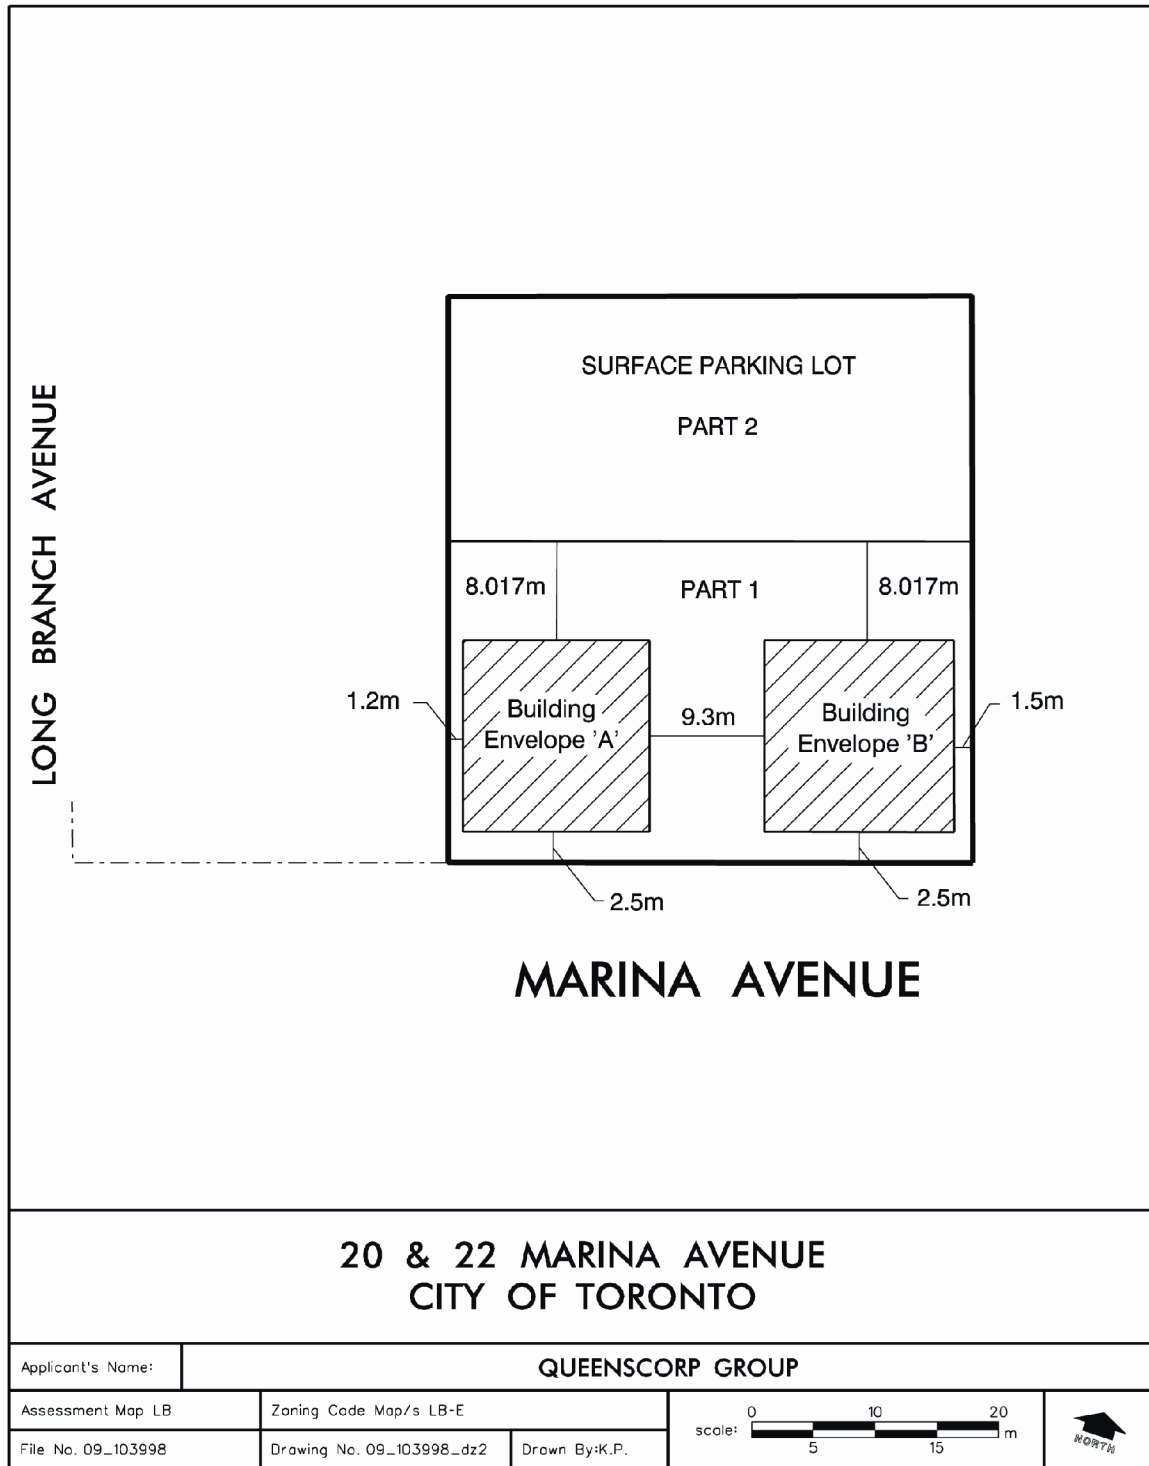 SURFACE PARKING LOT
PART 2
LONG BRANCH AVENUE
8.017m
PART 1
8.017m
1.2m
Building
Envelope 'A'
9.3m
Building
Envelope 'B'
1.5m
2.5m
2.5m
MARINA AVENUE
20 & 22 MARINA AVENUE
CITY OF TORONTO
Applicant's Name:
QUEENSCORP GROUP
Assessment Map LB
Zoning Code Map/s LB-E
File No. 09_103998
Drawing No. 09_103998_dz2
Drawn By:K.P.
scale:
0 10 20
m
5 15
NORTH